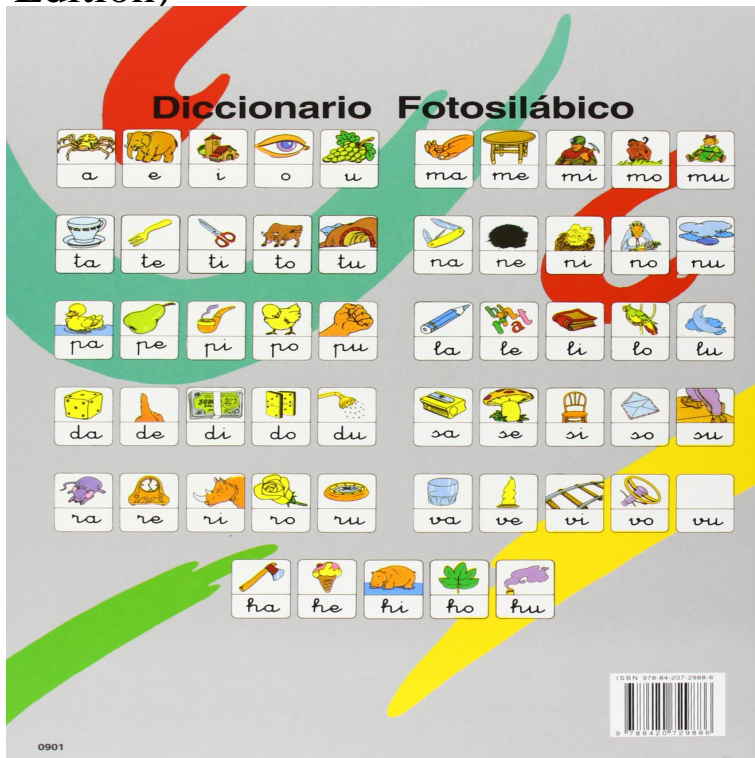 Edition)
Diccionario Fotosilábico
a e i o u ma me mi mo mu
ta te ti to tu na ne ni no nu
pa pe pi po pu la le li lo lu
da de di do du sa se si so su
ra re ri ro ru va ve vi vo vu
ha he hi ho hu
ISBN 978-84-207-2988-6
9 788420 729886
0901